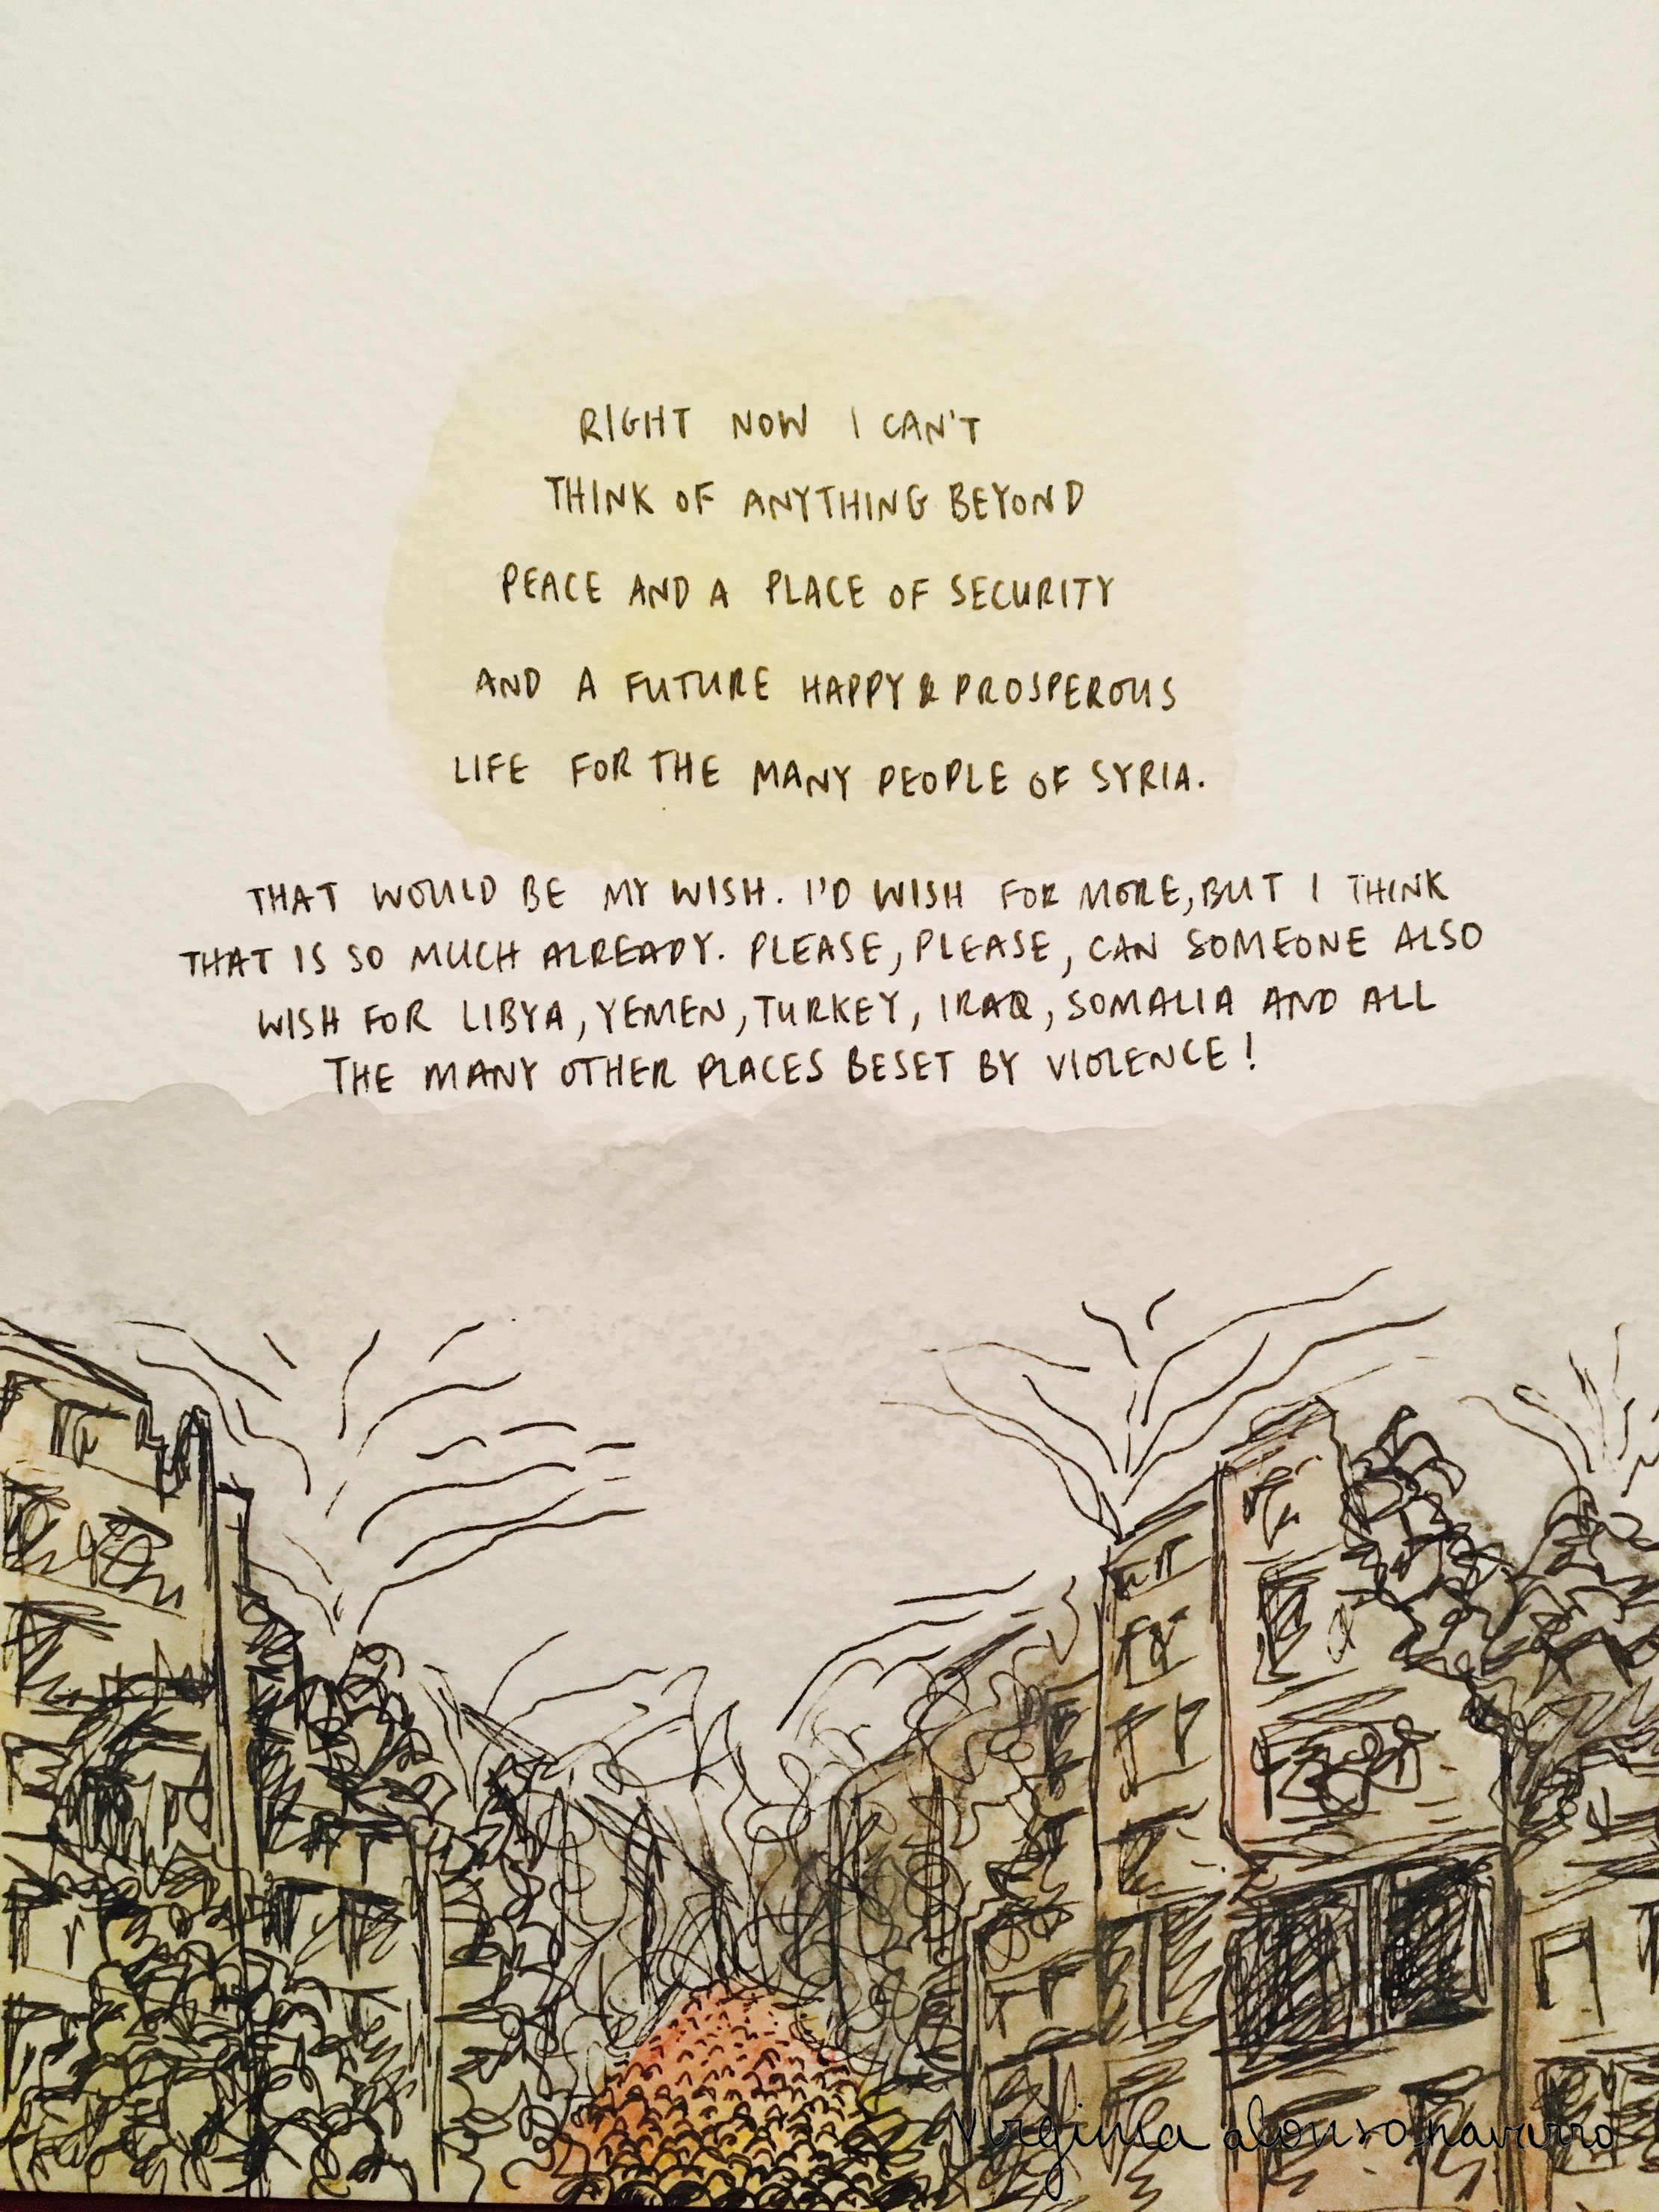 RIGHT NOW I CAN'T
THINK OF ANYTHING BEYOND
PEACE AND A PLACE OF SECURITY
AND A FUTURE HAPPY & PROSPEROUS
LIFE FOR THE MANY PEOPLE OF SYRIA.
THAT WOULD BE MY WISH. I'D WISH FOR MORE, BUT I THINK
THAT IS SO MUCH ALREADY. PLEASE, PLEASE, CAN SOMEONE ALSO
WISH FOR LIBYA, YEMEN, TURKEY, IRAQ, SOMALIA AND ALL
THE MANY OTHER PLACES BESET BY VIOLENCE!
virginia alonso navarro